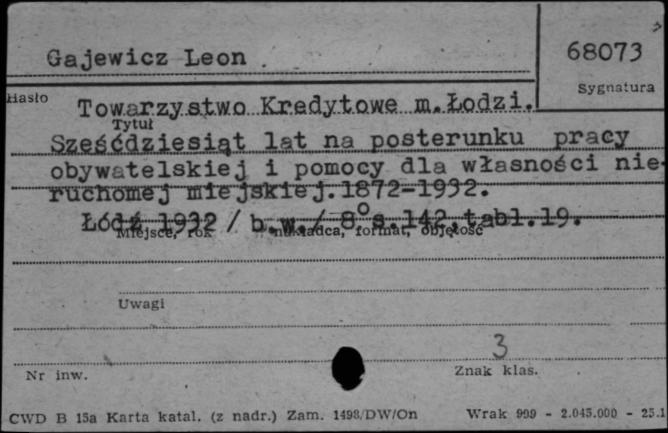 Gajewicz Leon
68073
Sygnatura
Hasło
Towarzystwo Kredytowe m.Łodzi.
Tytuł
Sześćdziesiąt lat na posterunku pracy
obywatelskiej i pomocy dla własności nie-
ruchomej miejskiej.1872-1932.
Łódź 1932 / b.w./ 8° s.142,tabl.19.
Miejsce, rok nakładca, format, objętość
Uwagi
3
Nr inw.
Znak klas.
CWD B 15a Karta katal. (z nadr.) Zam. 1498/DW/On Wrak 909 - 2.045.000 - 25.1